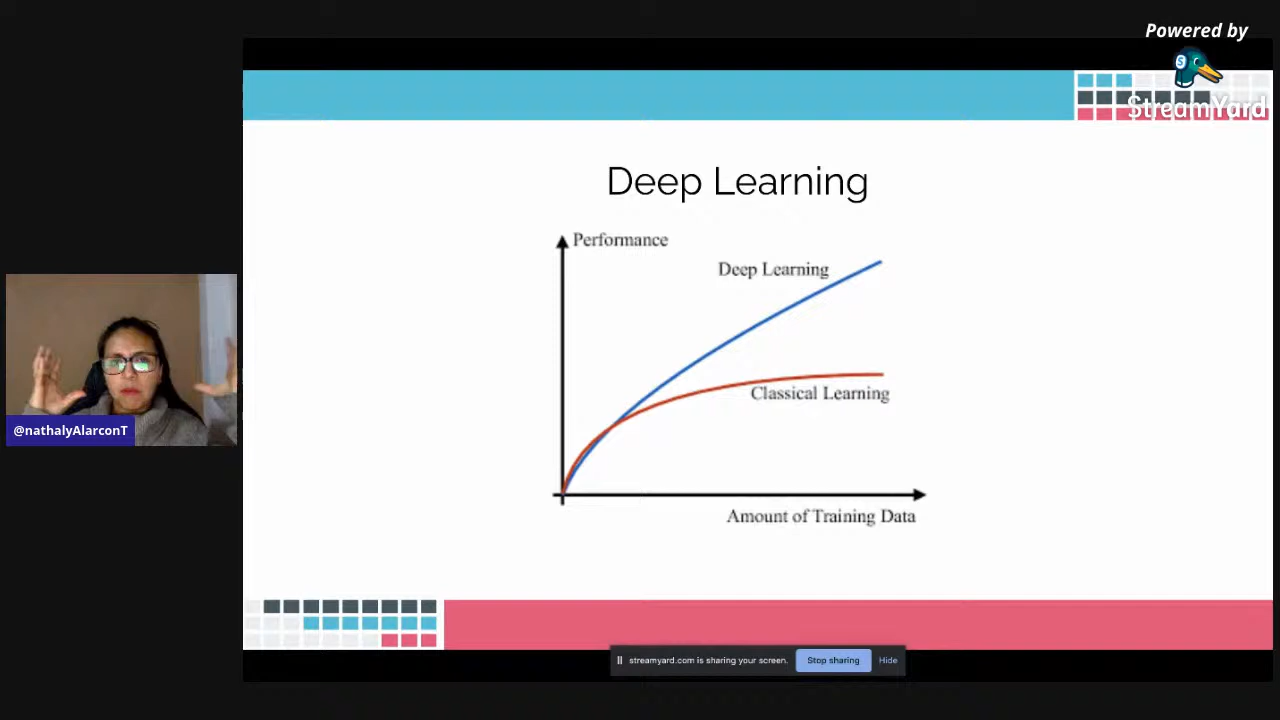 Powered by
StreamYard
Deep Learning
Performance
Deep Learning
Classical Learning
Amount of Training Data
@nathalyAlarconT
streamyard.com is sharing your screen. Stop sharing Hide